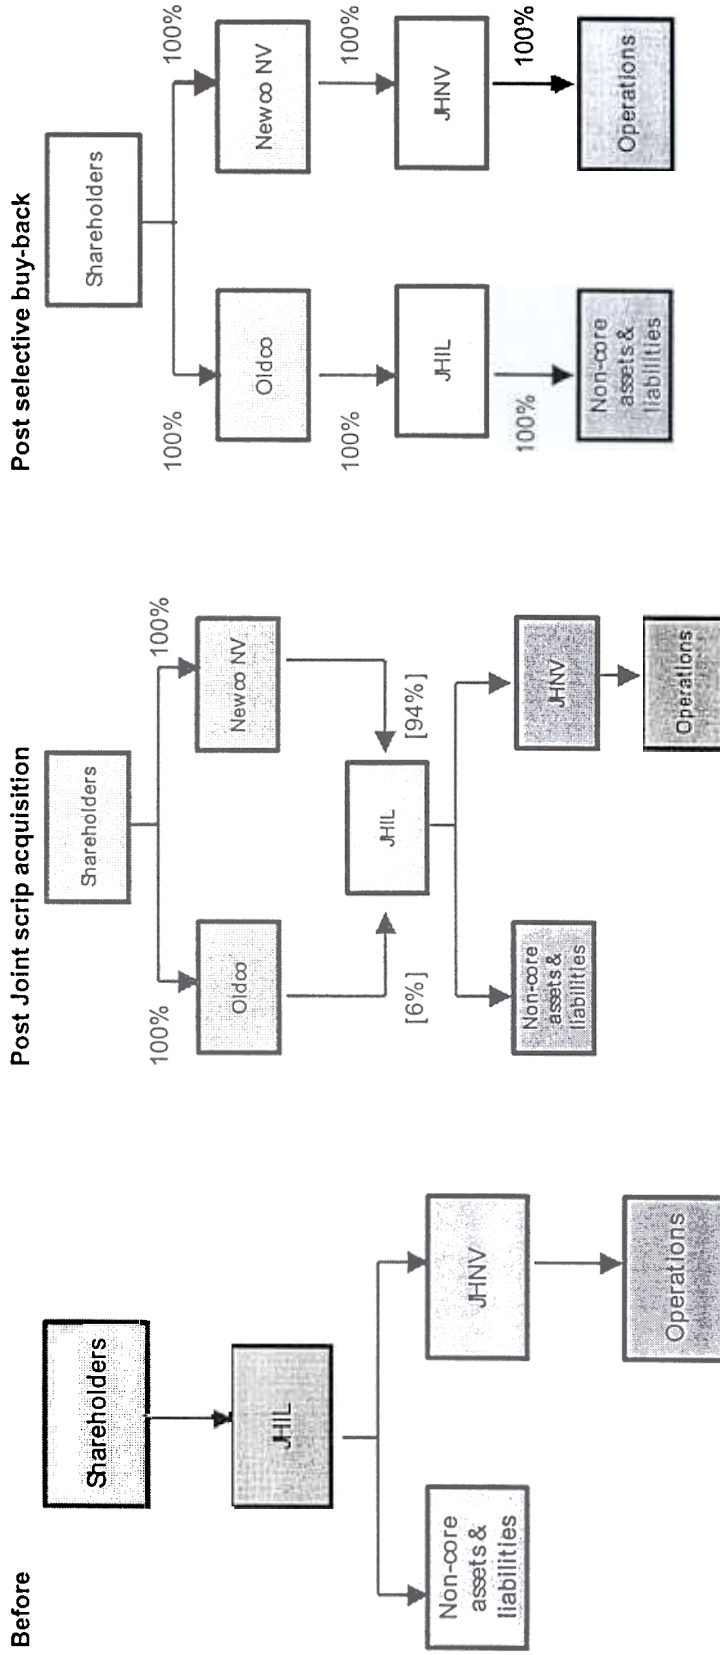 Before
Shareholders
JHIL
Non-core
assets &
liabilities
JHNV
Operations
Post Joint scrip acquisition
Shareholders
100%
100%
Oldco
Newco NV
[6%]
[94%]
JHIL
Non-core
assets &
liabilities
JHNV
Operations
Post selective buy-back
Shareholders
100%
100%
Oldco
Newco NV
100%
100%
JHIL
JHNV
100%
100%
Non-core
assets &
liabilities
Operations